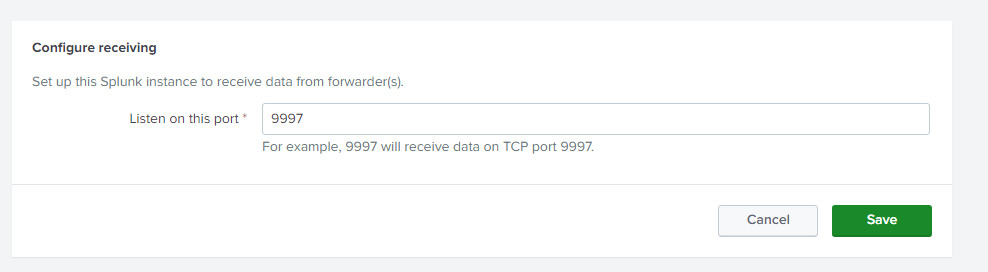 Configure receiving
Set up this Splunk instance to receive data from forwarder(s).
Listen on this port *
9997
For example, 9997 will receive data on TCP port 9997.
Cancel
Save